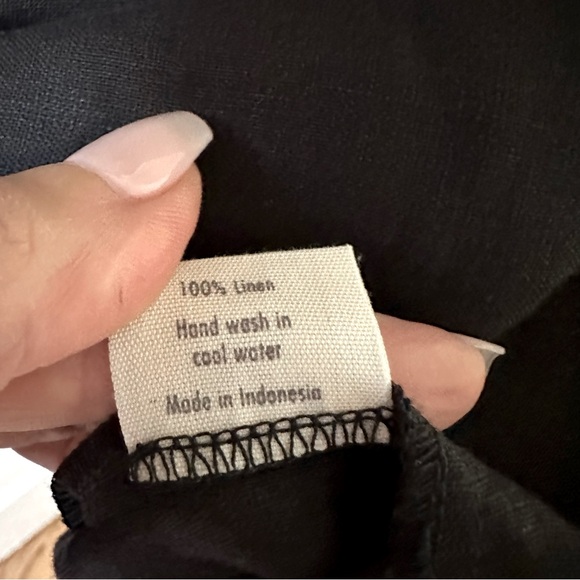 100% Linen
Hand wash in
cool water
Made in Indonesia